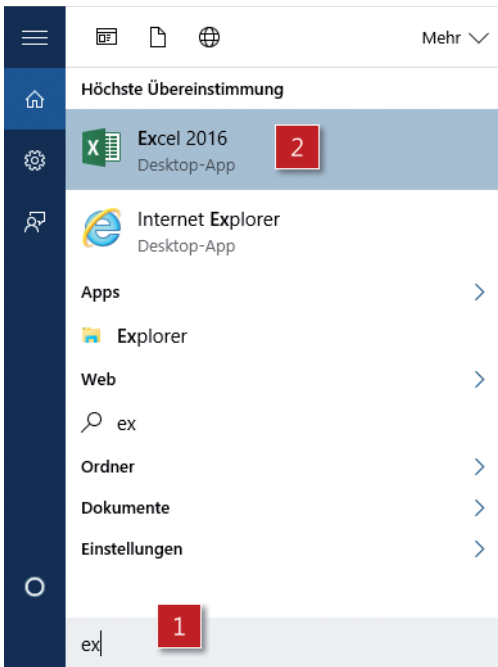 Mehr
Höchste Übereinstimmung
Excel 2016
Desktop-App
2
Internet Explorer
Desktop-App
Apps
Explorer
Web
ex
Ordner
Dokumente
Einstellungen
1
ex